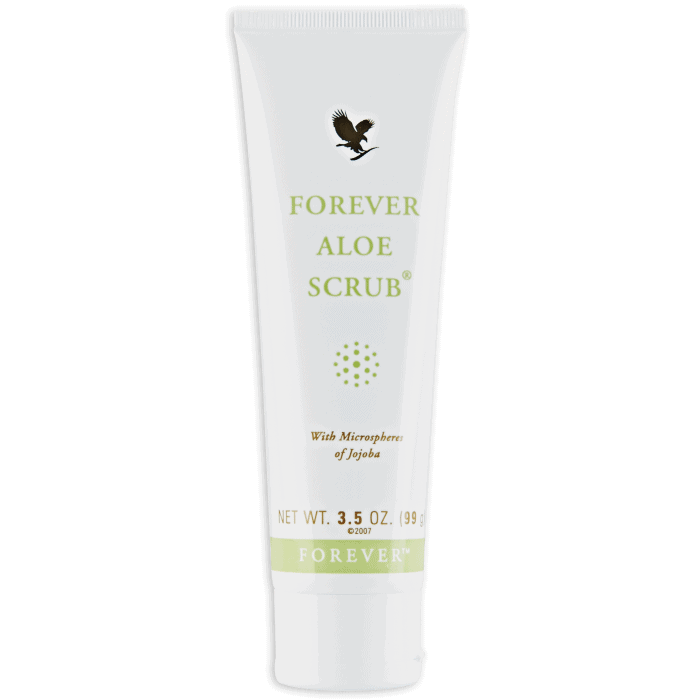 FOREVER
ALOE
SCRUB®
With Microspheres
of Jojoba
NET WT. 3.5 OZ. (99 g
©2007
FOREVER™